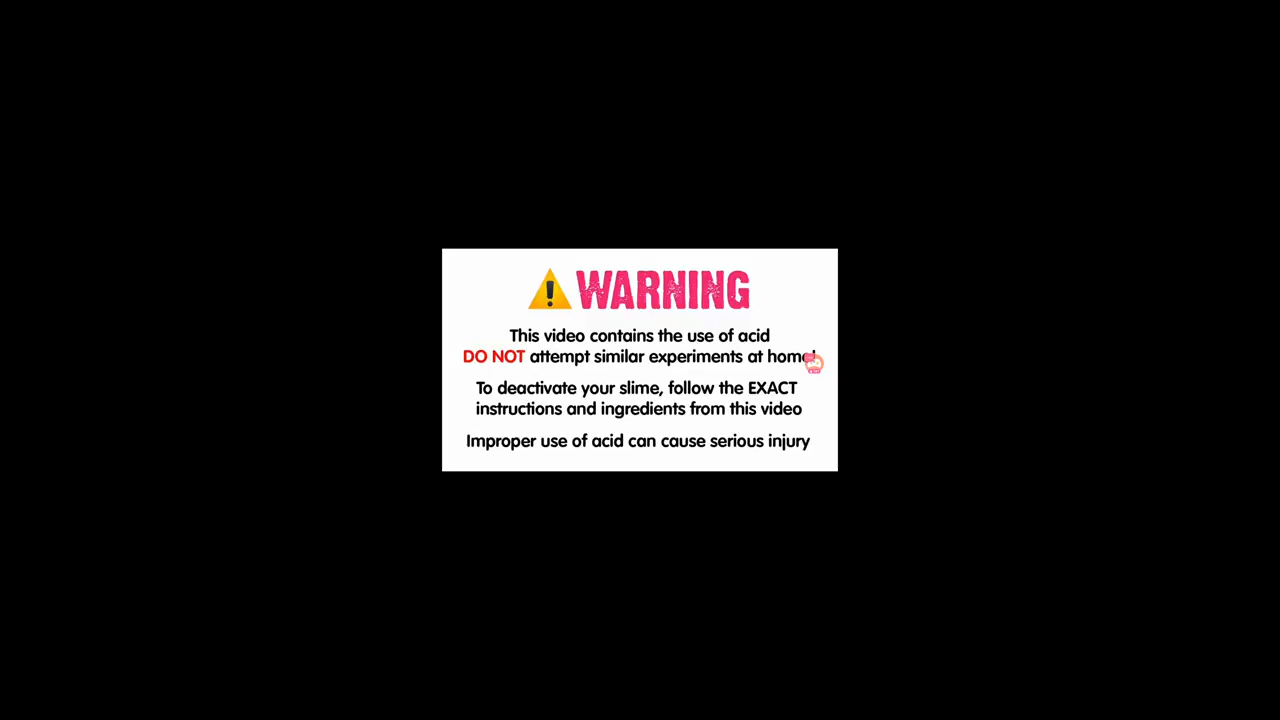 WARNING
This video contains the use of acid
DO NOT attempt similar experiments at home!
To deactivate your slime, follow the EXACT
instructions and ingredients from this video
Improper use of acid can cause serious injury